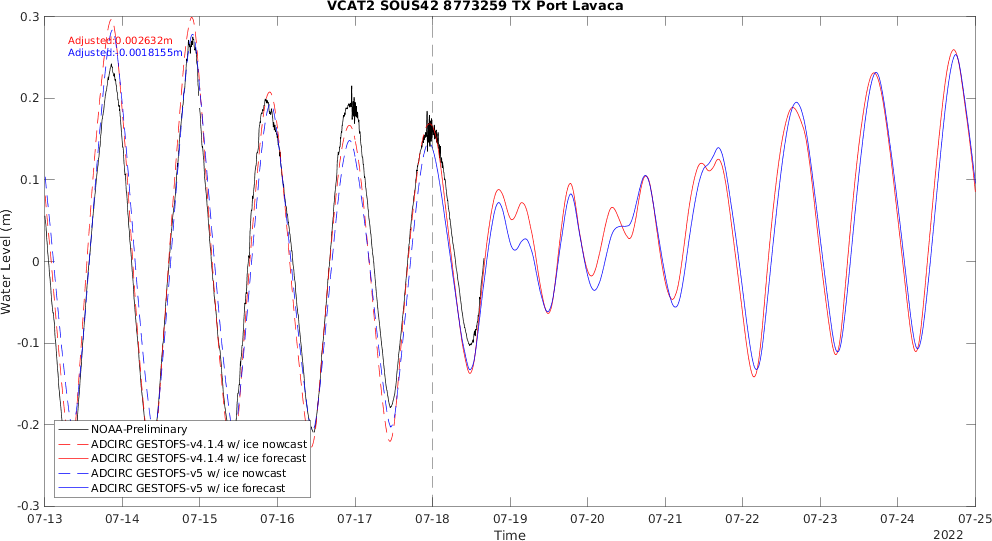 VCAT2 SOUS42 8773259 TX Port Lavaca
Adjusted:0.002632m
Adjusted:-0.0018155m
Water Level (m)
0.3
0.2
0.1
0
-0.1
-0.2
-0.3
NOAA-Preliminary
ADCIRC GESTOFS-v4.1.4 w/ ice nowcast
ADCIRC GESTOFS-v4.1.4 w/ ice forecast
ADCIRC GESTOFS-v5 w/ ice nowcast
ADCIRC GESTOFS-v5 w/ ice forecast
07-13 07-14 07-15 07-16 07-17 07-18 07-19 07-20 07-21 07-22 07-23 07-24 07-25
Time
2022